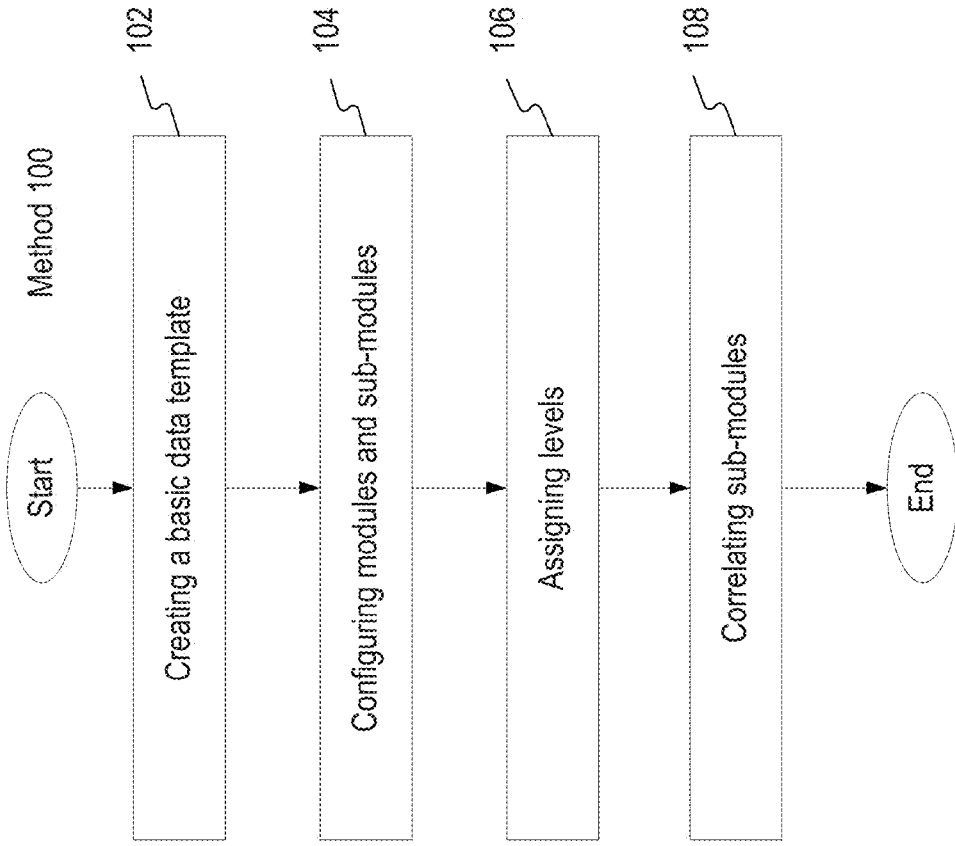 Method 100
Start
Creating a basic data template
102
Configuring modules and sub-modules
104
Assigning levels
106
Correlating sub-modules
108
End